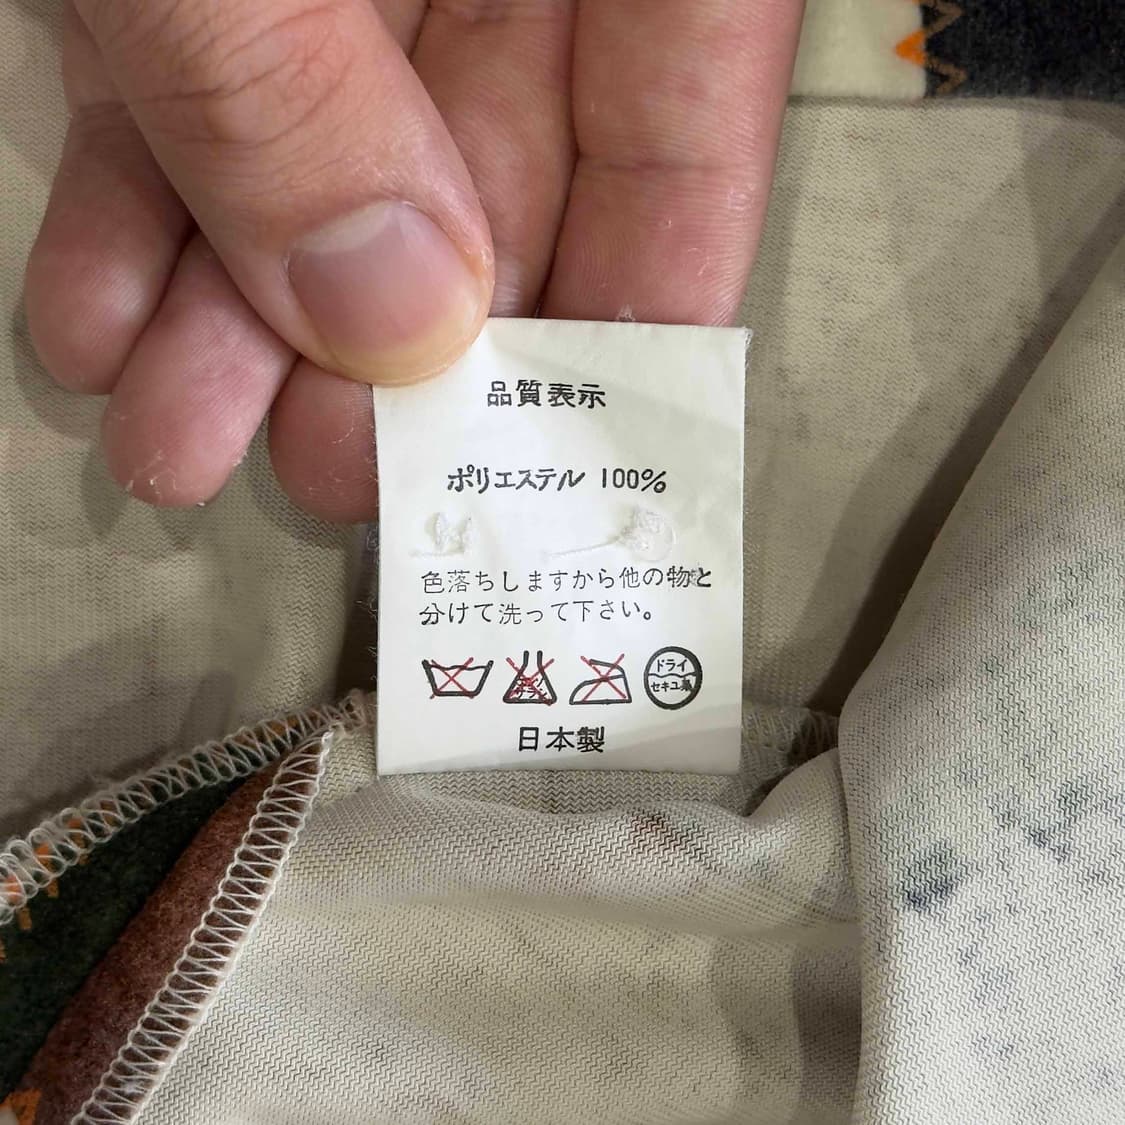 品質表示
ポリエステル 100%
色落ちしますから他の物と
分けて洗って下さい。
ドライ
セキユ系
日本製